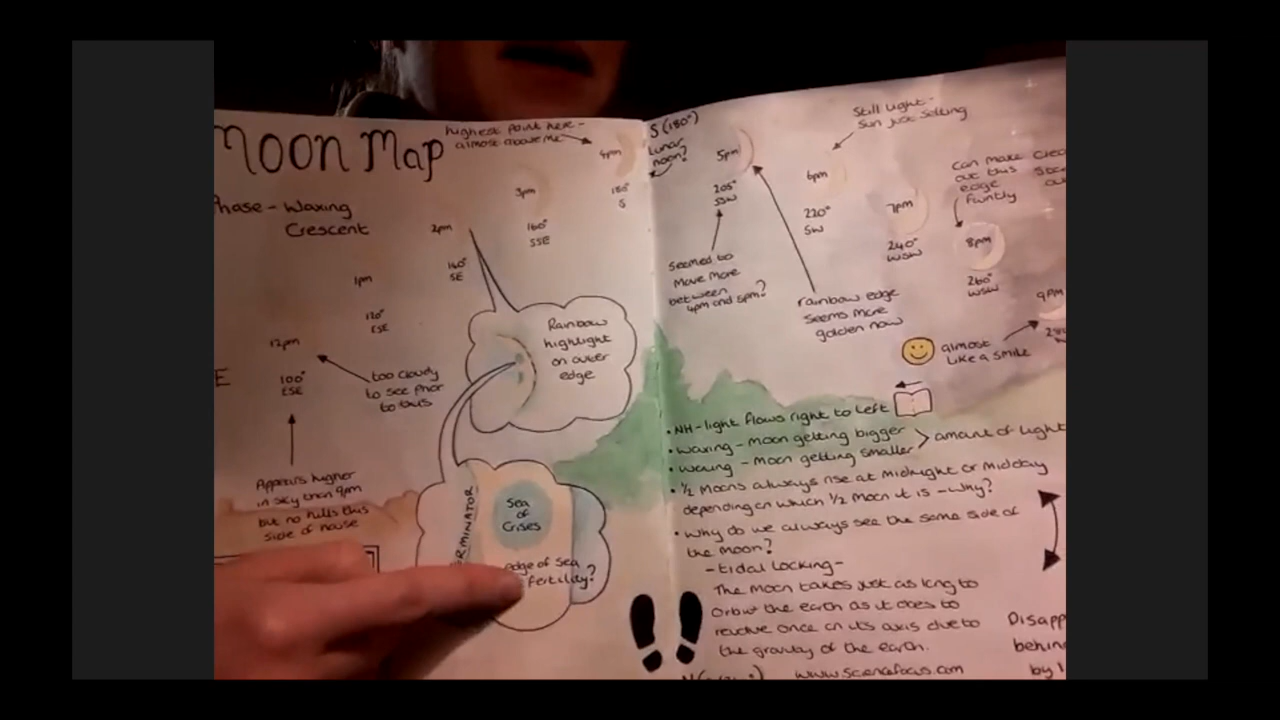 Moon Map
Phase - Waxing
Crescent
highest point here -
almost above me
4pm
180°
S
3pm
160°
SSE
2pm
140°
SE
1pm
120°
ESE
12pm
100°
ESE
E
too cloudy
to see prior
to this
Appears higher
in sky than 9pm
but no hills this
side of house
Rainbow
highlight
on outer
edge
Sea
of
Crises
edge of Sea
fertility?
S (180°)
Lunar
noon?
5pm
205°
SSW
Seemed to
move more
between
4pm and 5pm?
Still light -
Sun just setting
6pm
220°
SW
7pm
240°
WSW
can make
out this
edge
faintly
8pm
260°
WSW
9pm
rainbow edge
seems more
golden now
almost
like a smile
• NH - light flows right to left
• waxing - moon getting bigger
• waning - moon getting smaller
> amount of light
• ½ Moons always rise at midnight or midday
depending on which ½ moon it is - why?
• Why do we always see the same side of
the moon?
- tidal locking -
The moon takes just as long to
orbit the earth as it does to
revolve once on it's axis due to
the gravity of the earth.
www.sciencefocus.com